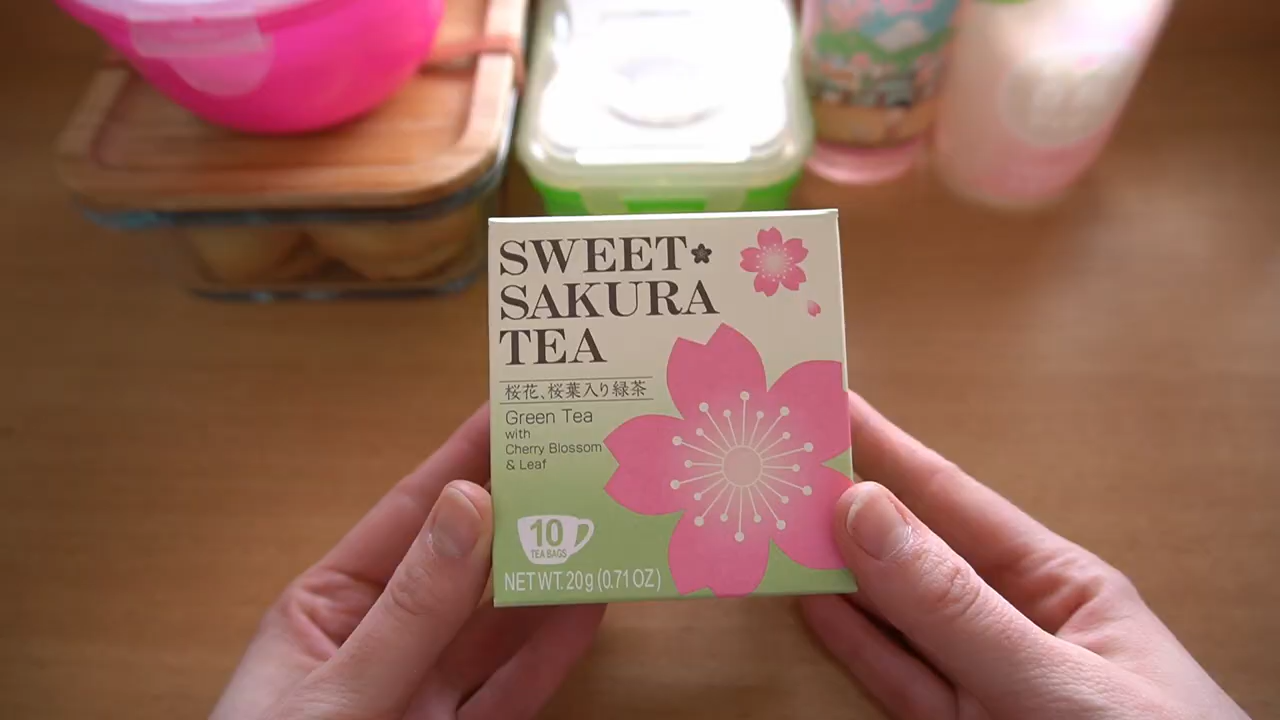 SWEET
SAKURA
TEA
桜花、桜葉入り緑茶
Green Tea
with
Cherry Blossom
& Leaf
10
TEA BAGS
NET WT. 20g (0.71 OZ)